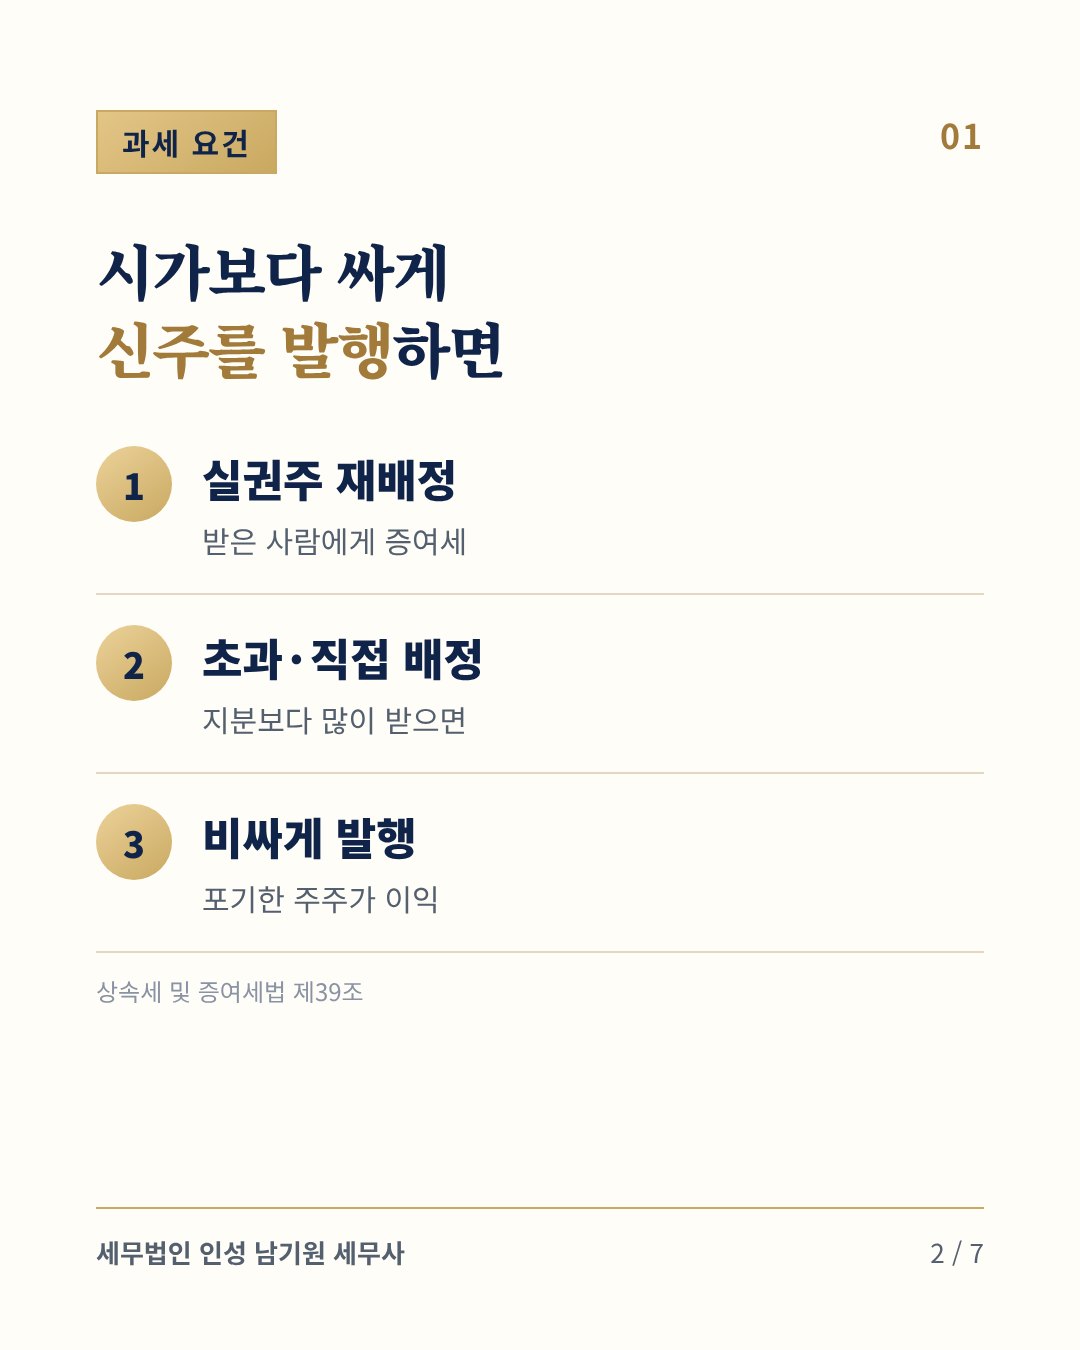 과세 요건
01
시가보다 싸게
신주를 발행하면
1
실권주 재배정
받은 사람에게 증여세
2
초과·직접 배정
지분보다 많이 받으면
3
비싸게 발행
포기한 주주가 이익
상속세 및 증여세법 제39조
세무법인 인성 남기원 세무사
2 / 7